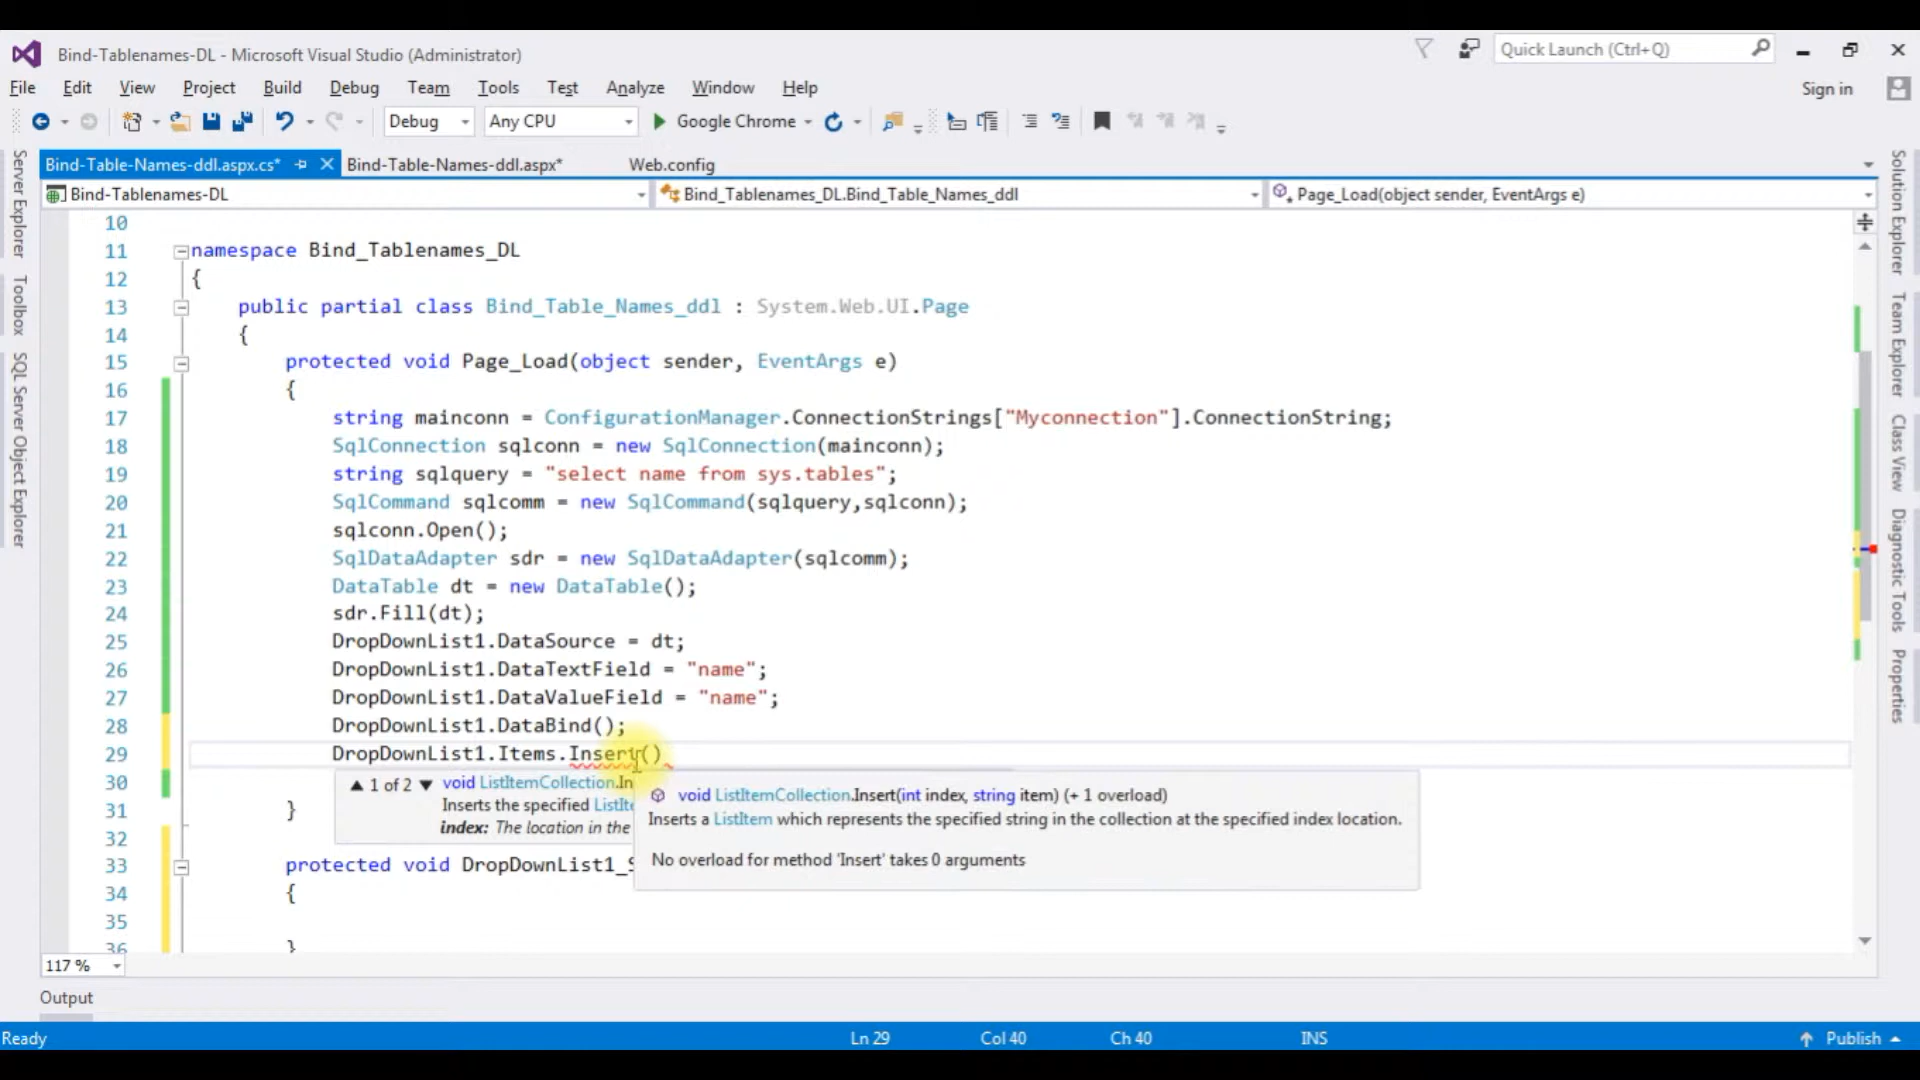 Bind-Tablenames-DL - Microsoft Visual Studio (Administrator)
Quick Launch (Ctrl+Q)
File Edit View Project Build Debug Team Tools Test Analyze Window Help
Sign in
Debug Any CPU Google Chrome
Bind-Table-Names-ddl.aspx.cs* Bind-Table-Names-ddl.aspx* Web.config
Bind-Tablenames-DL Bind_Tablenames_DL.Bind_Table_Names_ddl Page_Load(object sender, EventArgs e)
Server Explorer
Toolbox
SQL Server Object Explorer
10
11 namespace Bind_Tablenames_DL
12 {
13 public partial class Bind_Table_Names_ddl : System.Web.UI.Page
14 {
15 protected void Page_Load(object sender, EventArgs e)
16 {
17 string mainconn = ConfigurationManager.ConnectionStrings["Myconnection"].ConnectionString;
18 SqlConnection sqlconn = new SqlConnection(mainconn);
19 string sqlquery = "select name from sys.tables";
20 SqlCommand sqlcomm = new SqlCommand(sqlquery,sqlconn);
21 sqlconn.Open();
22 SqlDataAdapter sdr = new SqlDataAdapter(sqlcomm);
23 DataTable dt = new DataTable();
24 sdr.Fill(dt);
25 DropDownList1.DataSource = dt;
26 DropDownList1.DataTextField = "name";
27 DropDownList1.DataValueField = "name";
28 DropDownList1.DataBind();
29 DropDownList1.Items.Insert()
30
31 }
32
33 protected void DropDownList1_S
34 {
35
36 }
▲ 1 of 2 ▼ void ListItemCollection.In
Inserts the specified ListIte
index: The location in the
void ListItemCollection.Insert(int index, string item) (+ 1 overload)
Inserts a ListItem which represents the specified string in the collection at the specified index location.
No overload for method 'Insert' takes 0 arguments
Solution Explorer
Team Explorer
Class View
Diagnostic Tools
Properties
117 %
Output
Ready Ln 29 Col 40 Ch 40 INS Publish